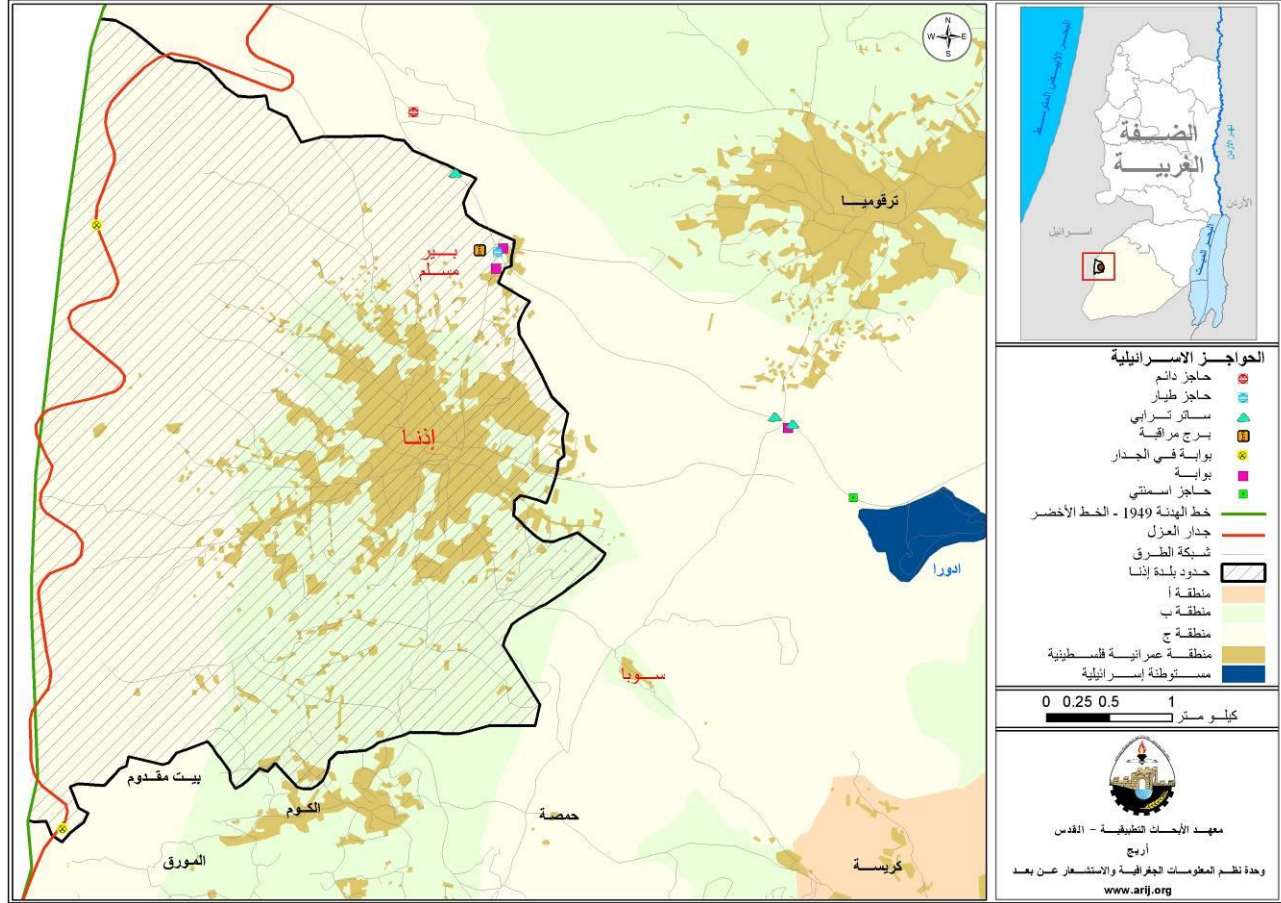 N
W E
S
ترقوميا
بير
مسلم
إذنا
ادورا
سوبا
بيت مقدوم
الكوم
حمصة
المورق
كريسة
البحر الأبيض المتوسط
نهر الأردن
الضفة
الغربية
الأردن
اسرائيل
البحر الميت
الحواجز الاسرائيلية
حاجز دائم
حاجز طيار
ساتر ترابي
برج مراقبة
بوابة في الجدار
بوابة
حاجز اسمنتي
خط الهدنة 1949 - الخط الأخضر
جدار العزل
شبكة الطرق
حدود بلدة إذنا
منطقة أ
منطقة ب
منطقة ج
منطقة عمرانية فلسطينية
مستوطنة إسرائيلية
0 0.25 0.5 1
كيلو متر
معهد الأبحاث التطبيقية - القدس
أريج
وحدة نظم المعلومات الجغرافية والاستشعار عن بعد
www.arij.org